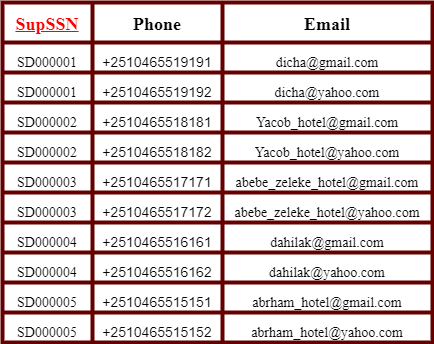 SupSSN Phone Email
SD000001 +2510465519191 dicha@gmail.com
SD000001 +2510465519192 dicha@yahoo.com
SD000002 +2510465518181 Yacob_hotel@gmail.com
SD000002 +2510465518182 Yacob_hotel@yahoo.com
SD000003 +2510465517171 abebe_zeleke_hotel@gmail.com
SD000003 +2510465517172 abebe_zeleke_hotel@yahoo.com
SD000004 +2510465516161 dahilak@gmail.com
SD000004 +2510465516162 dahilak@yahoo.com
SD000005 +2510465515151 abrham_hotel@gmail.com
SD000005 +2510465515152 abrham_hotel@yahoo.com